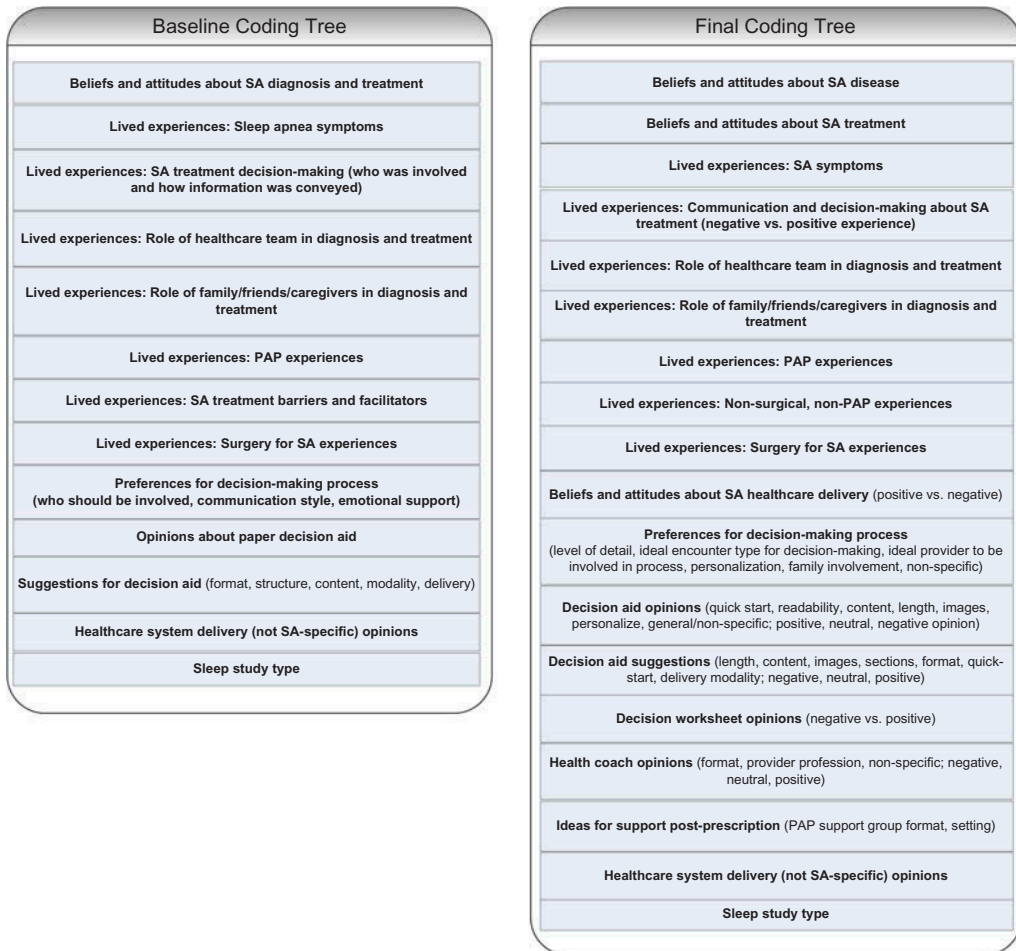 Baseline Coding Tree
Beliefs and attitudes about SA diagnosis and treatment
Lived experiences: Sleep apnea symptoms
Lived experiences: SA treatment decision-making (who was involved
and how information was conveyed)
Lived experiences: Role of healthcare team in diagnosis and treatment
Lived experiences: Role of family/friends/caregivers in diagnosis and
treatment
Lived experiences: PAP experiences
Lived experiences: SA treatment barriers and facilitators
Lived experiences: Surgery for SA experiences
Preferences for decision-making process
(who should be involved, communication style, emotional support)
Opinions about paper decision aid
Suggestions for decision aid (format, structure, content, modality, delivery)
Healthcare system delivery (not SA-specific) opinions
Sleep study type
Final Coding Tree
Beliefs and attitudes about SA disease
Beliefs and attitudes about SA treatment
Lived experiences: SA symptoms
Lived experiences: Communication and decision-making about SA
treatment (negative vs. positive experience)
Lived experiences: Role of healthcare team in diagnosis and treatment
Lived experiences: Role of family/friends/caregivers in diagnosis and
treatment
Lived experiences: PAP experiences
Lived experiences: Non-surgical, non-PAP experiences
Lived experiences: Surgery for SA experiences
Beliefs and attitudes about SA healthcare delivery (positive vs. negative)
Preferences for decision-making process
(level of detail, ideal encounter type for decision-making, ideal provider to be
involved in process, personalization, family involvement, non-specific)
Decision aid opinions (quick start, readability, content, length, images,
personalize, general/non-specific; positive, neutral, negative opinion)
Decision aid suggestions (length, content, images, sections, format, quick-
start, delivery modality; negative, neutral, positive)
Decision worksheet opinions (negative vs. positive)
Health coach opinions (format, provider profession, non-specific; negative,
neutral, positive)
Ideas for support post-prescription (PAP support group format, setting)
Healthcare system delivery (not SA-specific) opinions
Sleep study type